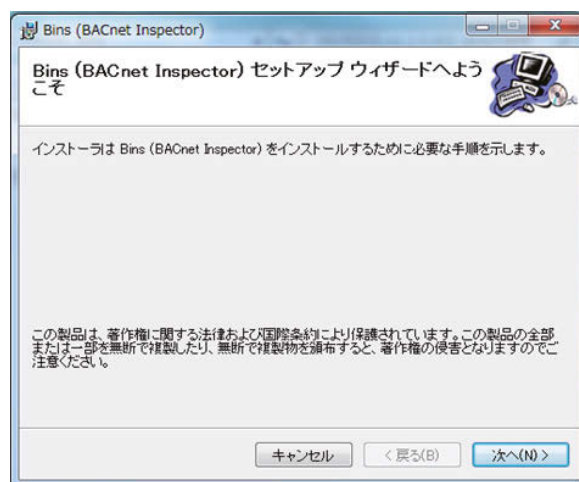 Bins (BACnet Inspector)
Bins (BACnet Inspector) セットアップ ウィザードへよう
こそ
インストーラは Bins (BACnet Inspector) をインストールするために必要な手順を示します。
この製品は、著作権に関する法律および国際条約により保護されています。この製品の全部
または一部を無断で複製したり、無断で複製物を頒布すると、著作権の侵害となりますのでご
注意ください。
キャンセル
< 戻る(B)
次へ(N) >